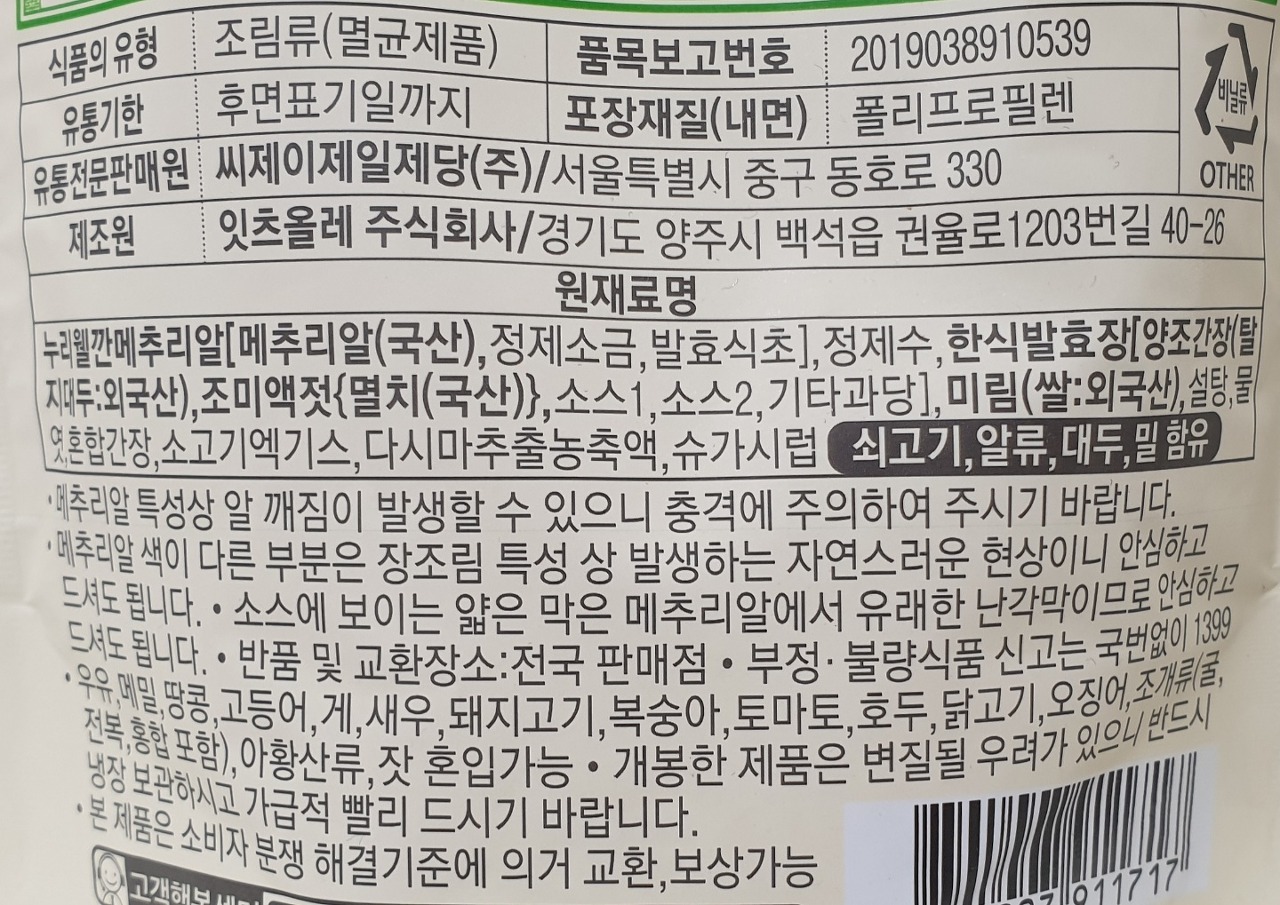 식품의 유형 조림류(멸균제품) 품목보고번호 2019038910539
유통기한 후면표기일까지 포장재질(내면) 폴리프로필렌
비닐류
OTHER
유통전문판매원 씨제이제일제당(주)/서울특별시 중구 동호로 330
제조원 잇츠올레 주식회사/경기도 양주시 백석읍 권율로1203번길 40-26
원재료명
누리웰깐메추리알[메추리알(국산),정제소금,발효식초],정제수,한식발효장[양조간장(탈
지대두:외국산),조미액젓{멸치(국산)},소스1,소스2,기타과당],미림(쌀:외국산),설탕,물
엿,혼합간장,소고기엑기스,다시마추출농축액,슈가시럽 쇠고기,알류,대두,밀 함유
·메추리알 특성상 알 깨짐이 발생할 수 있으니 충격에 주의하여 주시기 바랍니다.
·메추리알 색이 다른 부분은 장조림 특성 상 발생하는 자연스러운 현상이니 안심하고
드셔도 됩니다. • 소스에 보이는 얇은 막은 메추리알에서 유래한 난각막이므로 안심하고
드셔도 됩니다. • 반품 및 교환장소:전국 판매점 • 부정·불량식품 신고는 국번없이 1399
•우유,메밀,땅콩,고등어,게,새우,돼지고기,복숭아,토마토,호두,닭고기,오징어,조개류(굴,
전복,홍합 포함),아황산류,잣 혼입가능 • 개봉한 제품은 변질될 우려가 있으니 반드시
냉장 보관하시고 가급적 빨리 드시기 바랍니다.
•본 제품은 소비자 분쟁 해결기준에 의거 교환,보상가능
911717